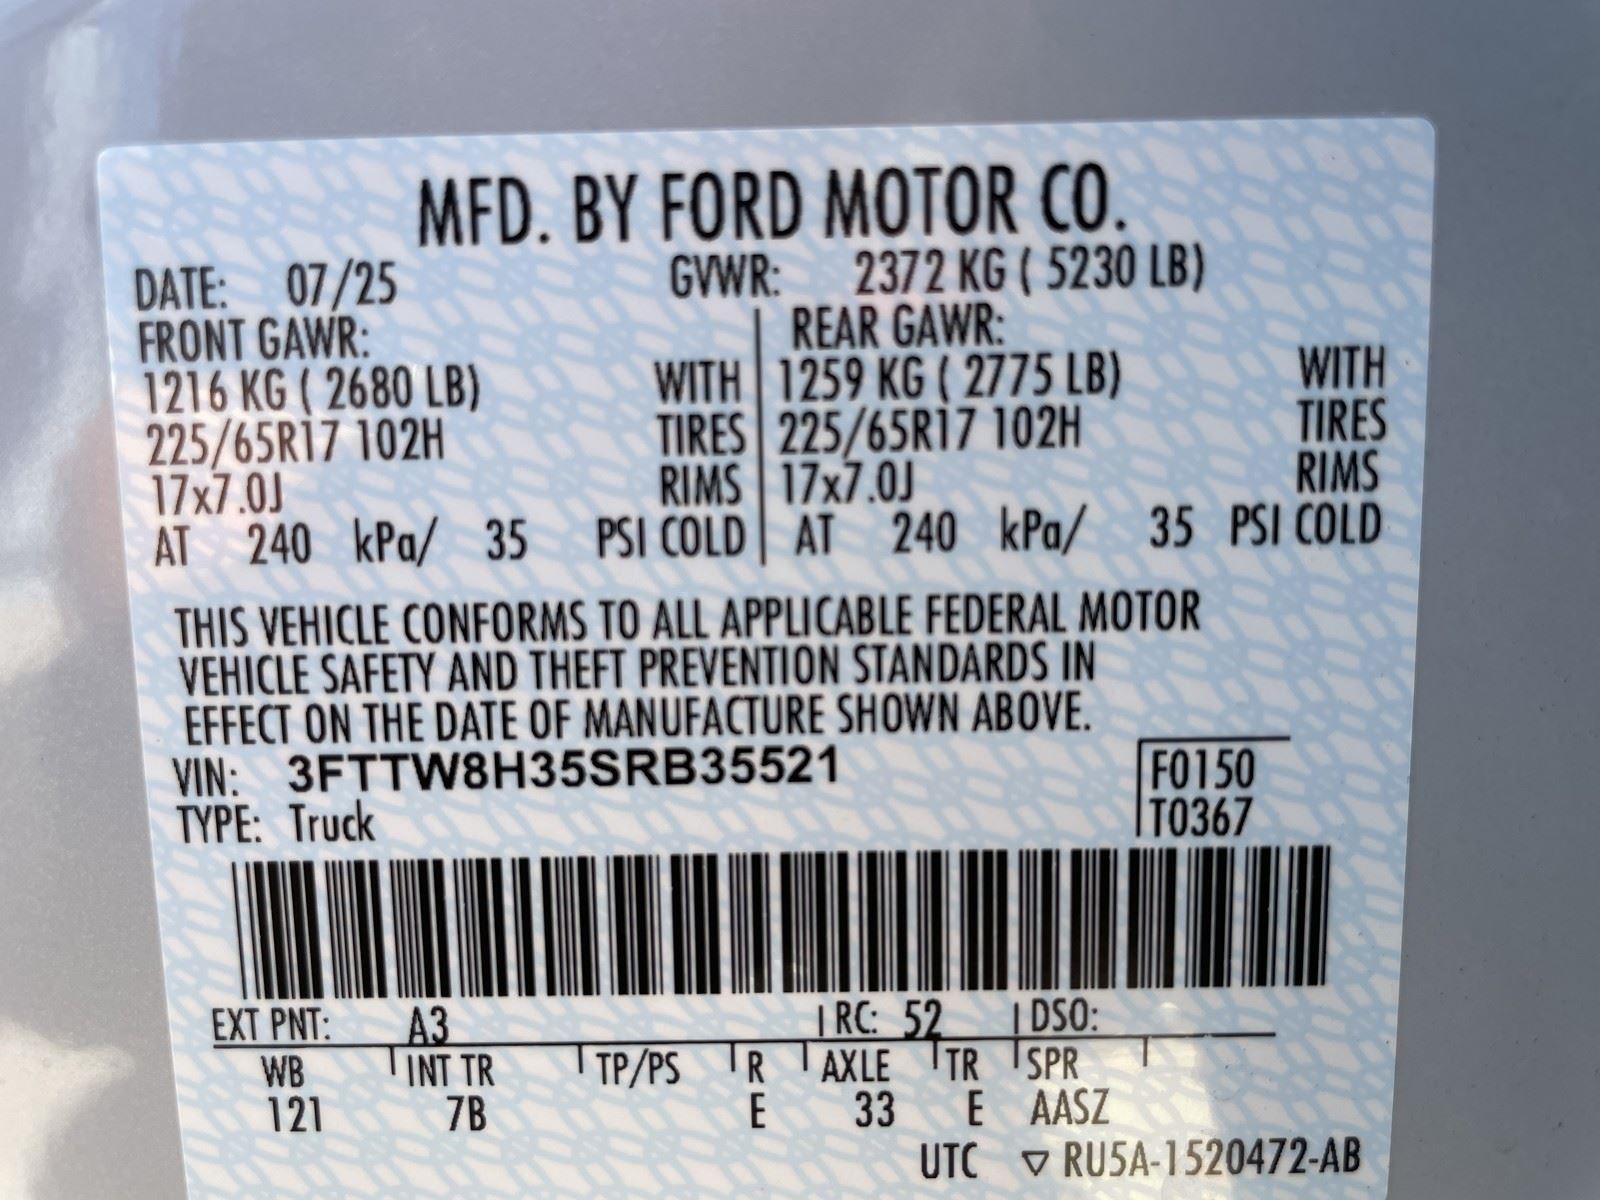 MFD. BY FORD MOTOR CO.
DATE: 07/25 GVWR: 2372 KG ( 5230 LB)
FRONT GAWR: REAR GAWR:
1216 KG ( 2680 LB) WITH 1259 KG ( 2775 LB) WITH
225/65R17 102H TIRES 225/65R17 102H TIRES
17x7.0J RIMS 17x7.0J RIMS
AT 240 kPa/ 35 PSI COLD AT 240 kPa/ 35 PSI COLD
THIS VEHICLE CONFORMS TO ALL APPLICABLE FEDERAL MOTOR
VEHICLE SAFETY AND THEFT PREVENTION STANDARDS IN
EFFECT ON THE DATE OF MANUFACTURE SHOWN ABOVE.
VIN: 3FTTW8H35SRB35521 F0150
TYPE: Truck T0367
EXT PNT: A3 RC: 52 DSO:
WB INT TR TP/PS R AXLE TR SPR
121 7B E 33 E AASZ
UTC ▽ RU5A-1520472-AB